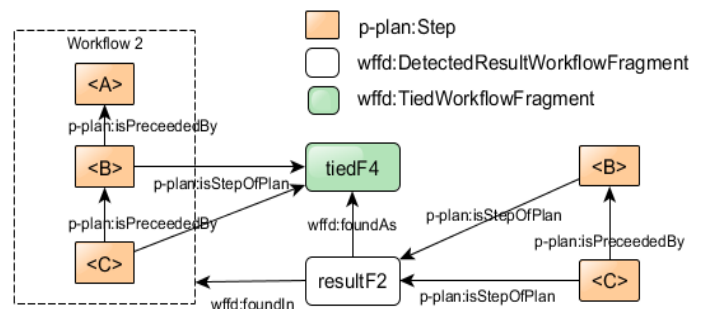 Workflow 2
p-plan:Step
wffd:DetectedResultWorkflowFragment
wffd:TiedWorkflowFragment
<A>
p-plan:isPreceededBy
<B>
p-plan:isStepOfPlan
tiedF4
<B>
p-plan:isPreceededBy
wffd:foundAs
p-plan:isStepOfPlan
p-plan:isPreceededBy
<C>
wffd:foundIn
resultF2
p-plan:isStepOfPlan
<C>